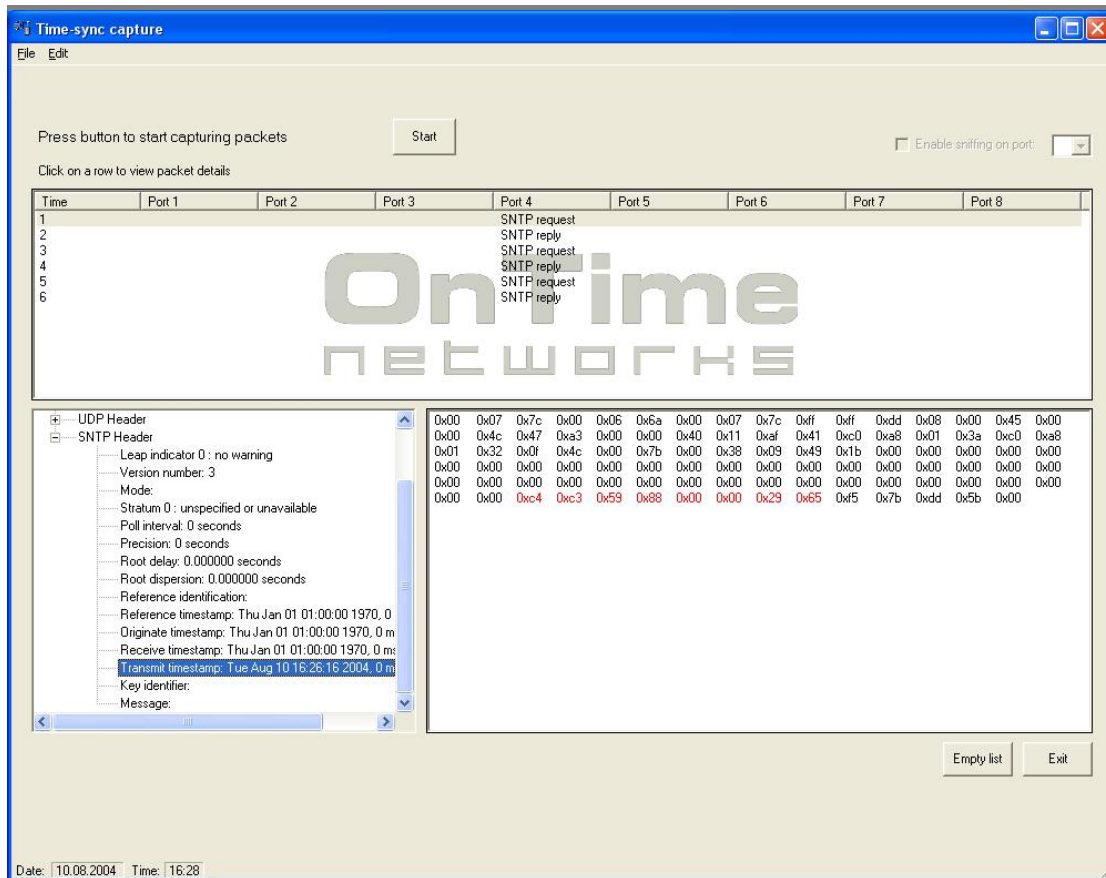 Time-sync capture
File Edit
Press button to start capturing packets
Start
Enable sniffing on port:
Click on a row to view packet details
Time Port 1 Port 2 Port 3 Port 4 Port 5 Port 6 Port 7 Port 8
1 SNTP request
2 SNTP reply
3 SNTP request
4 SNTP reply
5 SNTP request
6 SNTP reply
OnTime
networks
UDP Header
SNTP Header
Leap indicator 0 : no warning
Version number: 3
Mode:
Stratum 0 : unspecified or unavailable
Poll interval: 0 seconds
Precision: 0 seconds
Root delay: 0.000000 seconds
Root dispersion: 0.000000 seconds
Reference identification:
Reference timestamp: Thu Jan 01 01:00:00 1970, 0
Originate timestamp: Thu Jan 01 01:00:00 1970, 0 m
Receive timestamp: Thu Jan 01 01:00:00 1970, 0 ms
Transmit timestamp: Tue Aug 10 16:26:16 2004, 0 m
Key identifier:
Message:
0x00 0x07 0x7c 0x00 0x06 0x6a 0x00 0x07 0x7c 0xff 0xff 0xdd 0x08 0x00 0x45 0x00
0x00 0x4c 0x47 0xa3 0x00 0x00 0x40 0x11 0xaf 0x41 0xc0 0xa8 0x01 0x3a 0xc0 0xa8
0x01 0x32 0x0f 0x4c 0x00 0x7b 0x00 0x38 0x09 0x49 0x1b 0x00 0x00 0x00 0x00 0x00
0x00 0x00 0x00 0x00 0x00 0x00 0x00 0x00 0x00 0x00 0x00 0x00 0x00 0x00 0x00 0x00
0x00 0x00 0x00 0x00 0x00 0x00 0x00 0x00 0x00 0x00 0x00 0x00 0x00 0x00 0x00 0x00
0x00 0x00 0xc4 0xc3 0x59 0x88 0x00 0x00 0x29 0x65 0xf5 0x7b 0xdd 0x5b 0x00
Empty list Exit
Date: 10.08.2004 Time: 16:28